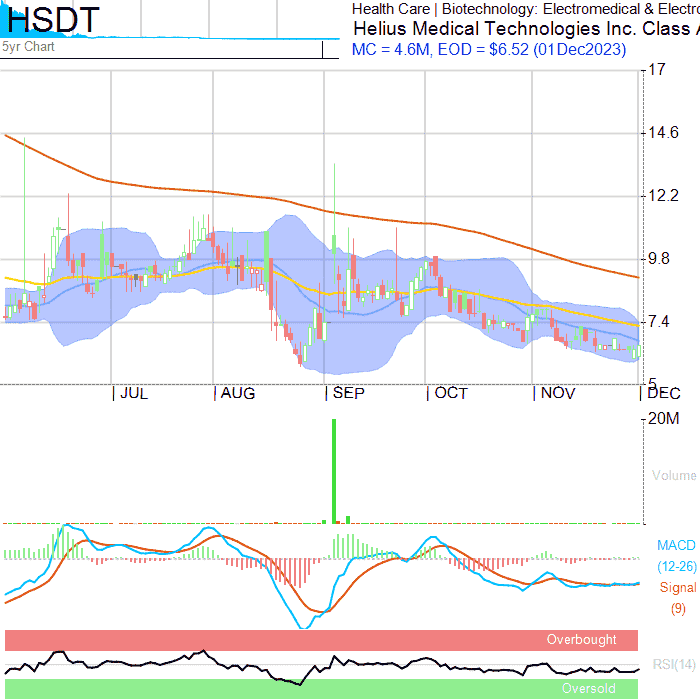 HSDT
5yr Chart
Health Care | Biotechnology: Electromedical & Electro
Helius Medical Technologies Inc. Class A
MC = 4.6M, EOD = $6.52 (01Dec2023)
17
14.6
12.2
9.8
7.4
5
JUL AUG SEP OCT NOV DEC
20M
Volume
MACD
(12-26)
Signal
(9)
Overbought
RSI(14)
Oversold